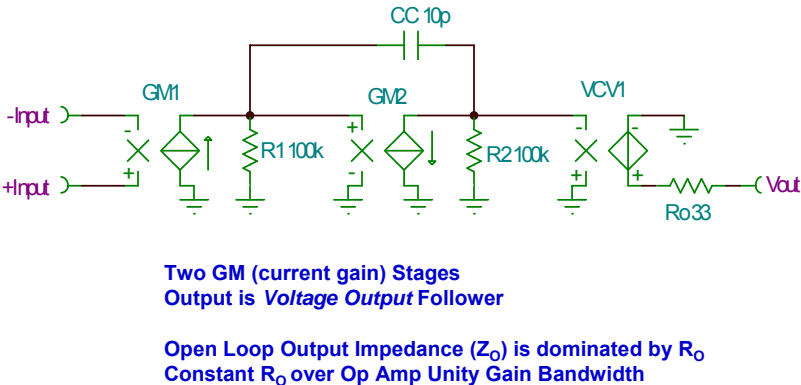 CC 10p
GM1
GM2
VCV1
-Input
+Input
R1 100k
R2 100k
Ro 33
Vout
- + + - - + - +
Two GM (current gain) Stages
Output is Voltage Output Follower
Open Loop Output Impedance (ZO) is dominated by RO
Constant RO over Op Amp Unity Gain Bandwidth